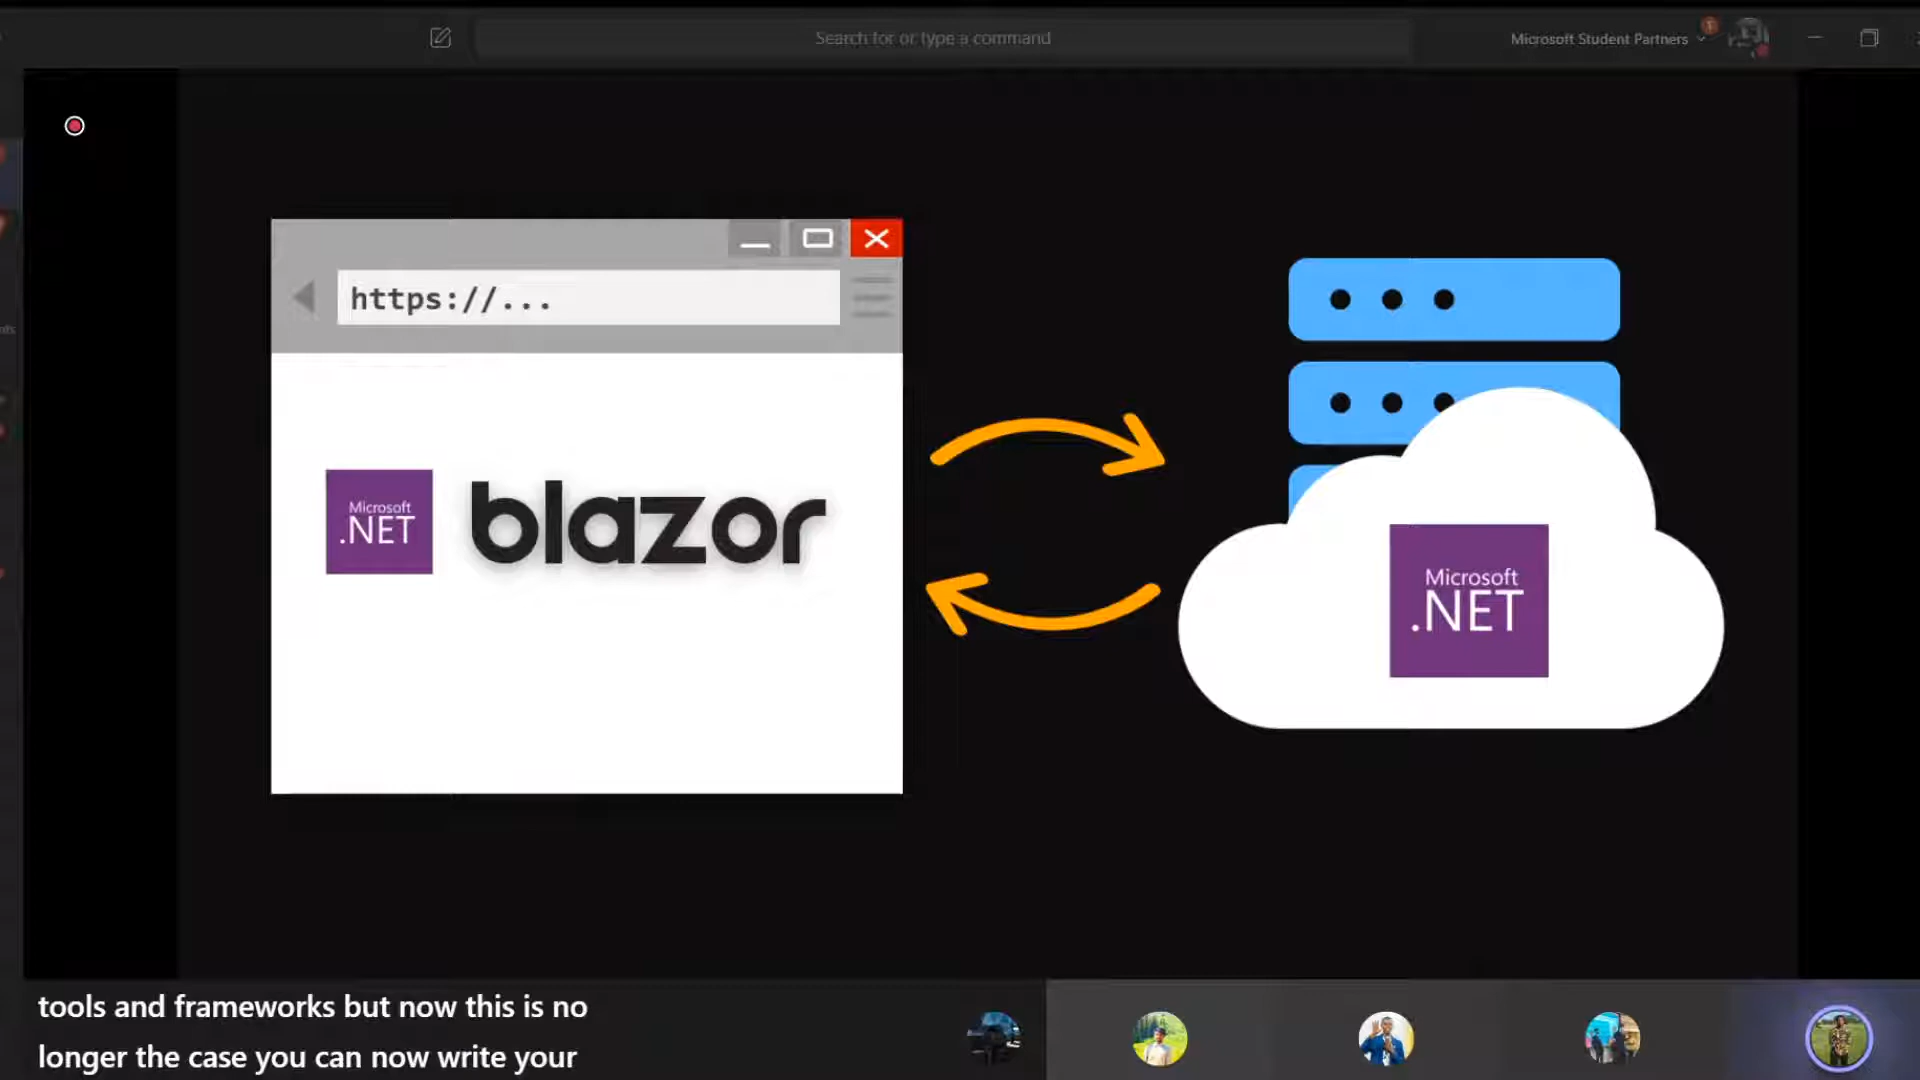 Search for or type a command
Microsoft Student Partners
https://...
Microsoft
.NET
blazor
Microsoft
.NET
tools and frameworks but now this is no
longer the case you can now write your